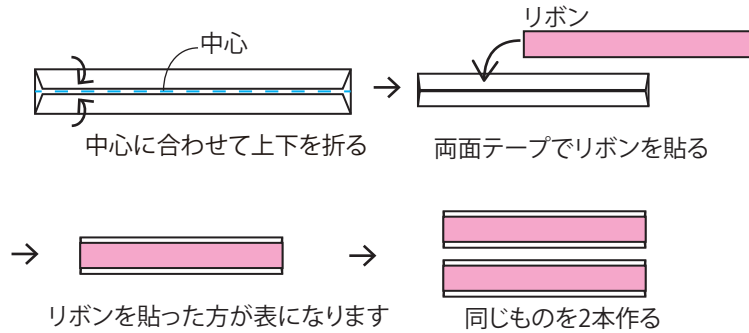 リボン
中心
中心に合わせて上下を折る
両面テープでリボンを貼る
リボンを貼った方が表になります
同じものを2本作る